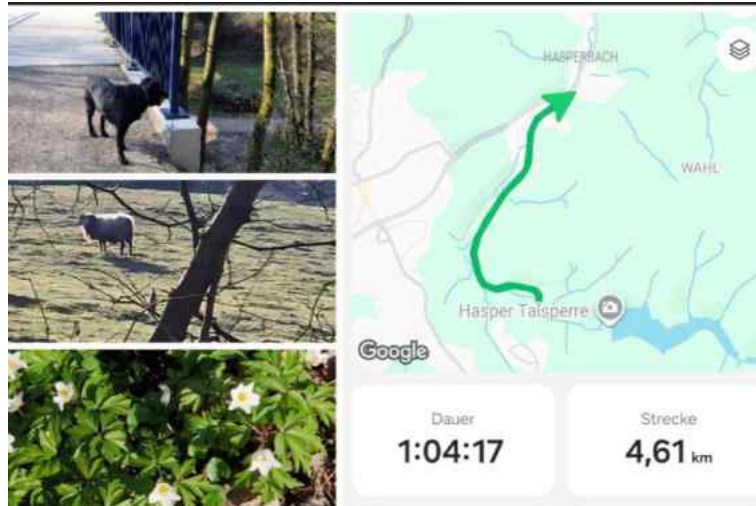 HASPERBACH
WAHL
Hasper Talsperre
Google
Dauer
1:04:17
Strecke
4,61 km